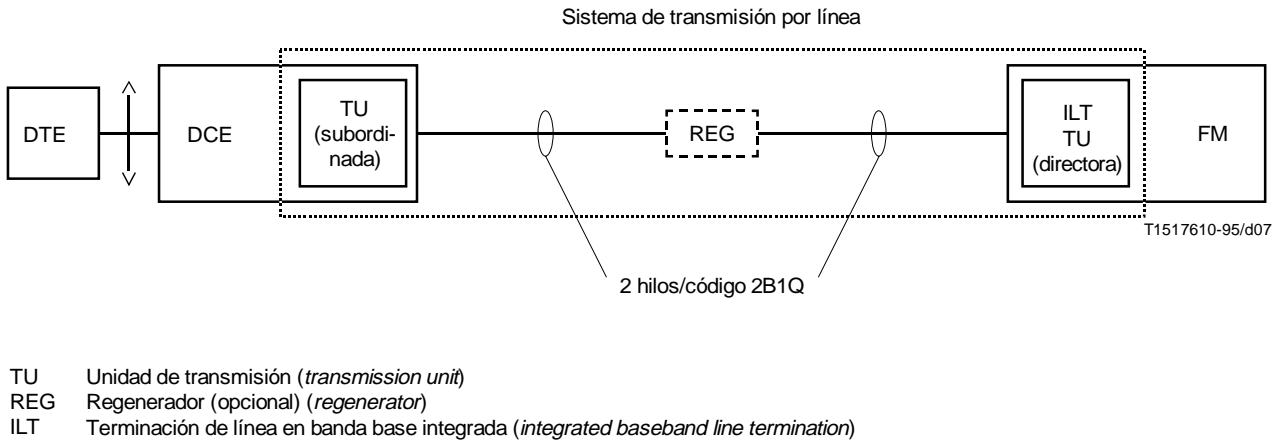 Sistema de transmisión por línea
DTE
DCE
TU
(subordi-
nada)
REG
ILT
TU
(directora)
FM
T1517610-95/d07
2 hilos/código 2B1Q
TU Unidad de transmisión (transmission unit)
REG Regenerador (opcional) (regenerator)
ILT Terminación de línea en banda base integrada (integrated baseband line termination)